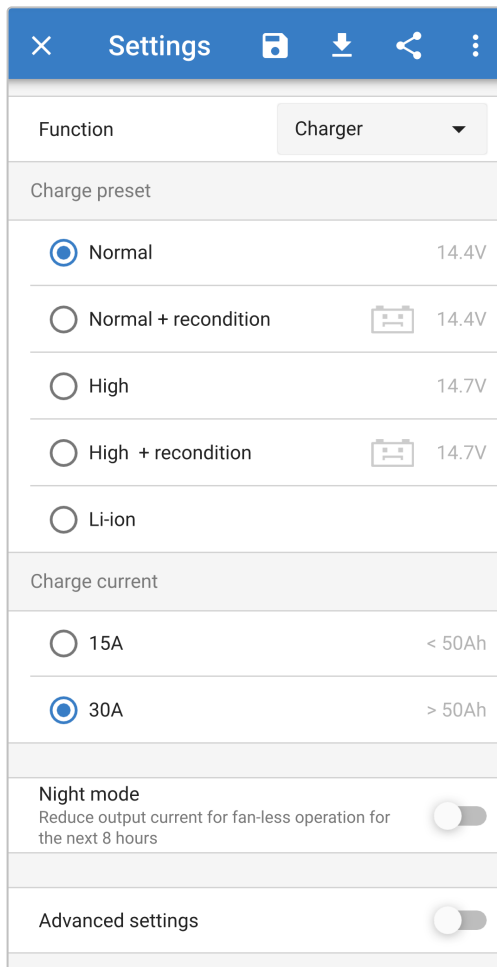 Settings
Function Charger
Charge preset
Normal 14.4V
Normal + recondition 14.4V
High 14.7V
High + recondition 14.7V
Li-ion
Charge current
15A < 50Ah
30A > 50Ah
Night mode
Reduce output current for fan-less operation for
the next 8 hours
Advanced settings